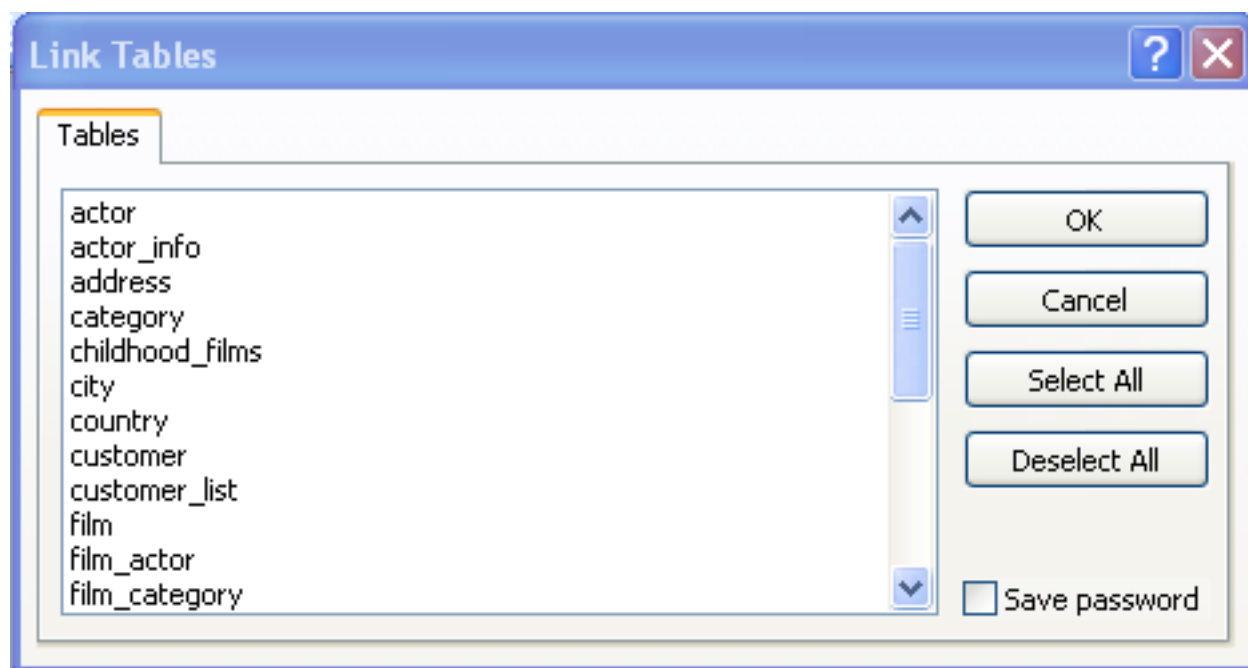 Link Tables
Tables
actor
actor_info
address
category
childhood_films
city
country
customer
customer_list
film
film_actor
film_category
OK
Cancel
Select All
Deselect All
Save password